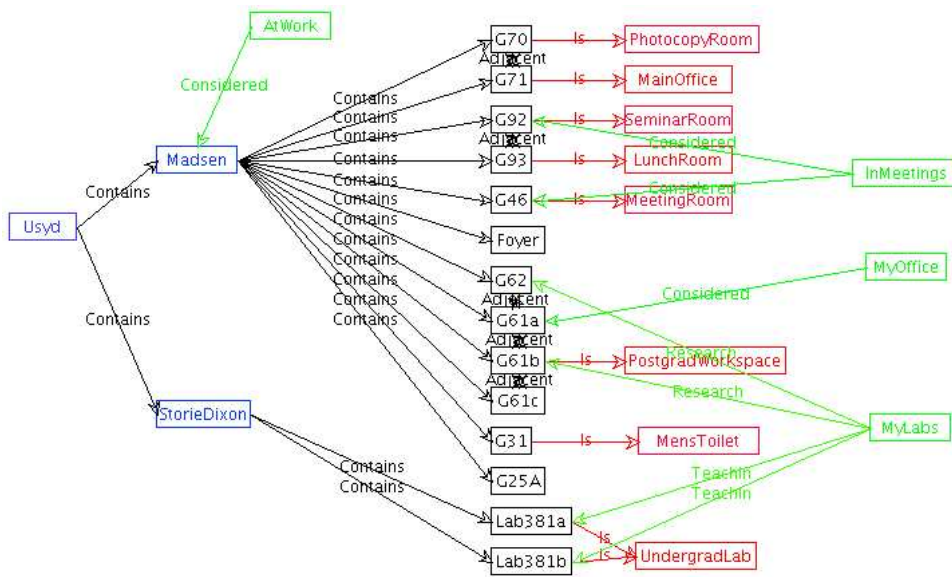 AtWork
G70
Is
PhotocopyRoom
Adjacent
Considered
G71
Is
MainOffice
Contains
Contains
G92
Is
SeminarRoom
Contains
Adjacent
Considered
Madsen
Contains
G93
Is
LunchRoom
InMeetings
Contains
Considered
Contains
G46
Is
MeetingRoom
Contains
Contains
Usyd
Contains
Foyer
Contains
MyOffice
Contains
G62
Contains
Adjacent
Considered
Contains
Contains
G61a
Adjacent
Research
G61b
Is
PostgradWorkspace
Adjacent
Research
G61c
StorieDixon
MyLabs
G31
Is
MensToilet
Contains
Teachin
Contains
G25A
Teachin
Lab381a
Is
Lab381b
Is
UndergradLab